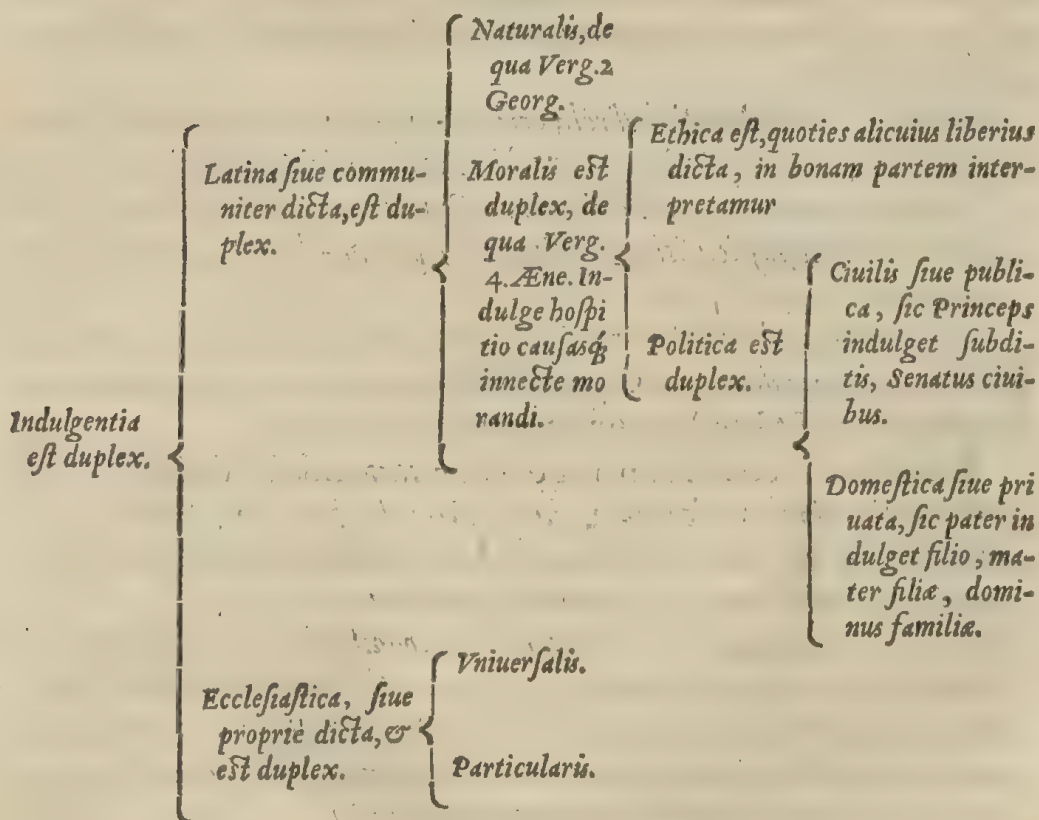 Indulgentia
est duplex.
Latina siue commu-
niter dicta, est du-
plex.
Naturalis, de
qua Verg. 2
Georg.
Moralis est
duplex, de
qua Verg.
4. Æne. In-
dulge hospi
tio causasq́;
innecte mo
randi.
Ethica est, quoties alicuius liberius
dicta, in bonam partem inter-
pretamur
Politica est
duplex.
Ciuilis siue publi-
ca, sic Princeps
indulget subdi-
tis, Senatus ciui-
bus.
Domestica siue pri
uata, sic pater in
dulget filio, ma-
ter filiæ, domi-
nus familiæ.
Ecclesiastica, siue
propriè dicta, &
est duplex.
Vniuersalis.
Particularis.